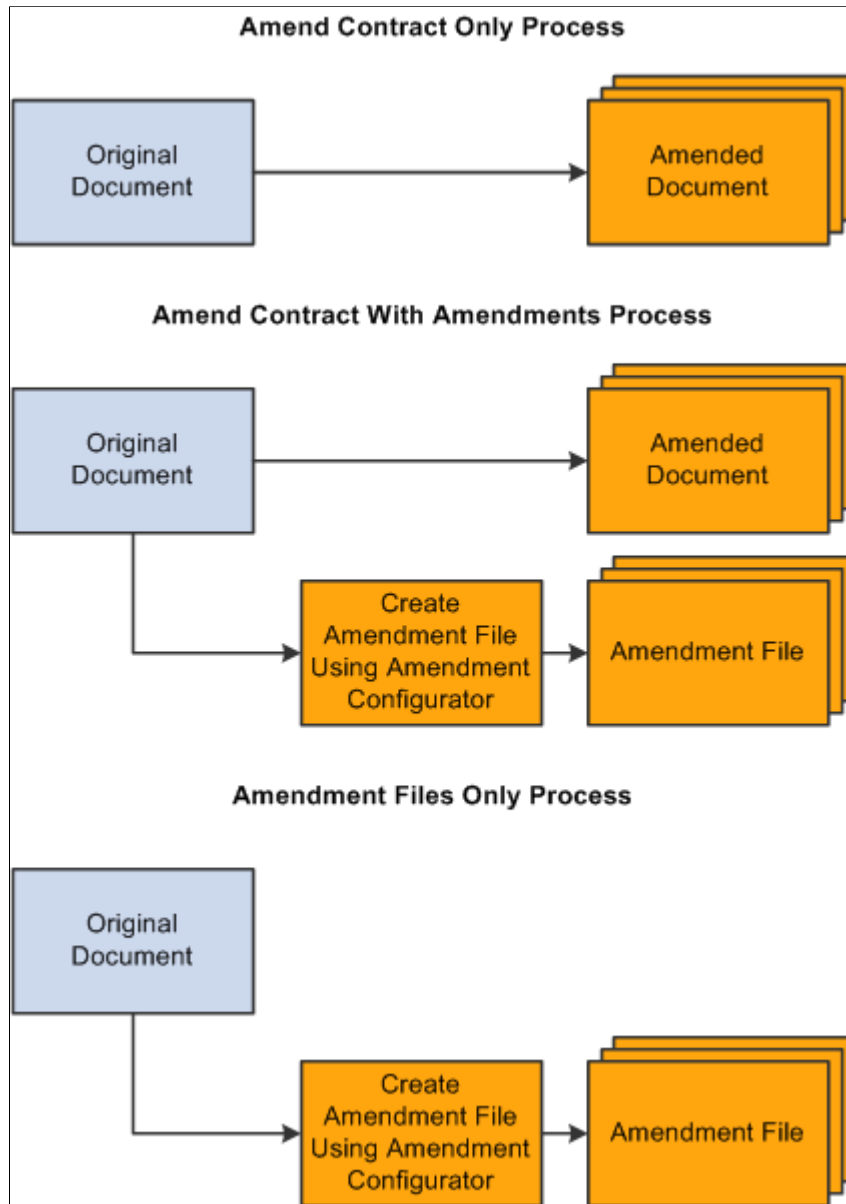 Amend Contract Only Process
Original
Document
Amended
Document
Amend Contract With Amendments Process
Original
Document
Amended
Document
Create
Amendment File
Using Amendment
Configurator
Amendment File
Amendment Files Only Process
Original
Document
Create
Amendment File
Using Amendment
Configurator
Amendment File